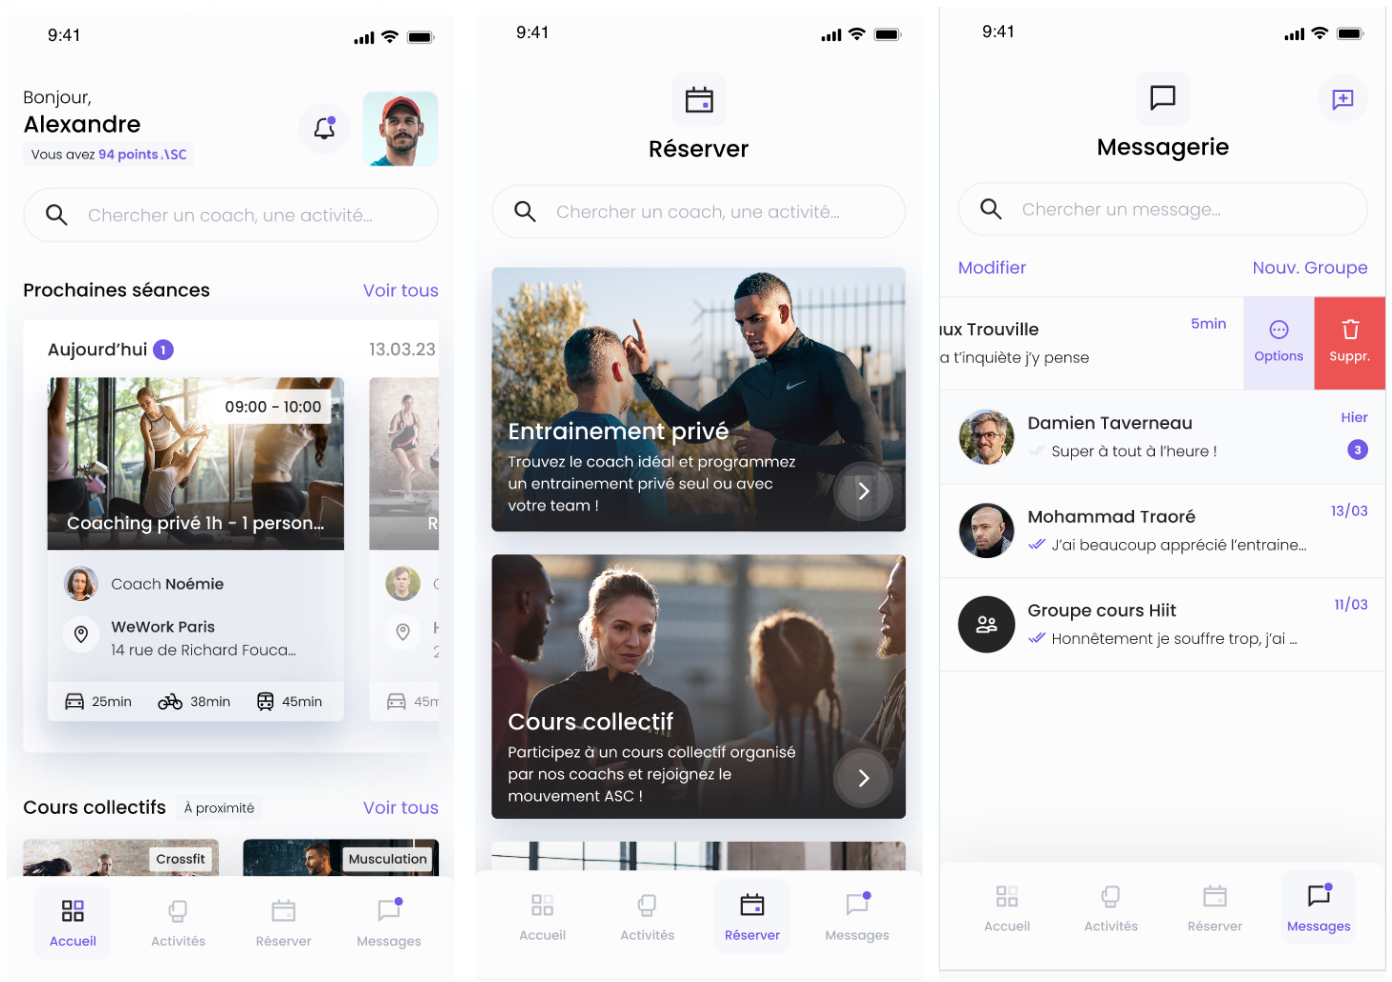 9:41
Bonjour,
Alexandre
Vous avez 94 points .\SC
Chercher un coach, une activité...
Prochaines séances
Voir tous
Aujourd'hui 1
13.03.23
09:00 - 10:00
Coaching privé 1h - 1 person...
R
Coach Noémie
WeWork Paris
14 rue de Richard Fouca...
25min
38min
45min
Cours collectifs
À proximité
Voir tous
Crossfit
Musculation
Accueil
Activités
Réserver
Messages
9:41
Réserver
Chercher un coach, une activité...
Entrainement privé
Trouvez le coach idéal et programmez
un entrainement privé seul ou avec
votre team !
Cours collectif
Participez à un cours collectif organisé
par nos coachs et rejoignez le
mouvement ASC !
Accueil
Activités
Réserver
Messages
9:41
Messagerie
Chercher un message...
Modifier
Nouv. Groupe
ux Trouville
5min
a t'inquiète j'y pense
Options
Suppr.
Damien Taverneau
Hier
Super à tout à l'heure !
3
Mohammad Traoré
13/03
J'ai beaucoup apprécié l'entraine...
Groupe cours Hiit
11/03
Honnêtement je souffre trop, j'ai ...
Accueil
Activités
Réserver
Messages